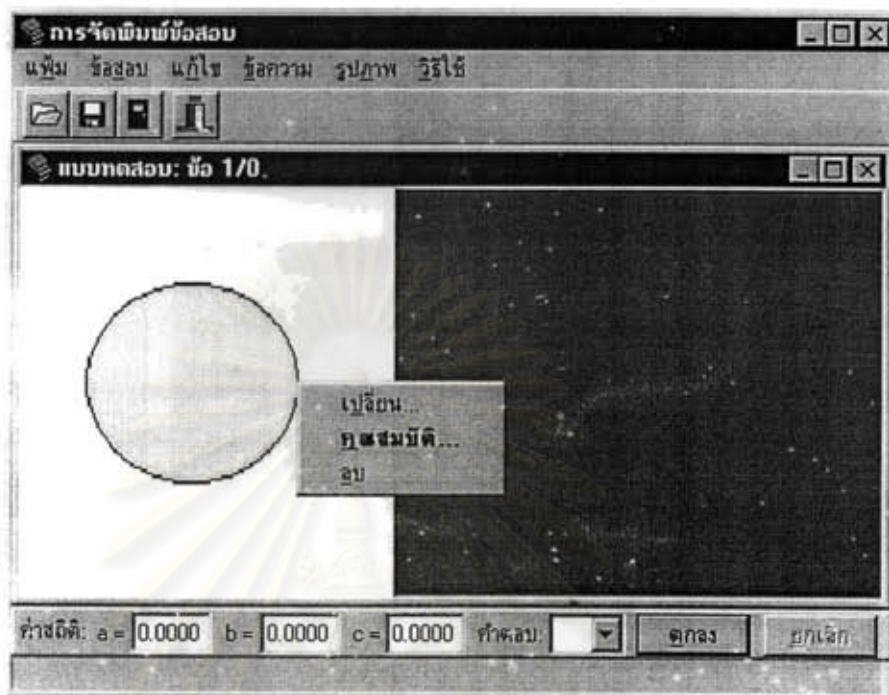 การจัดพิมพ์ข้อสอบ
แฟ้ม ข้อสอบ แก้ไข ข้อความ รูปภาพ วิธีใช้
แบบทดสอบ: ข้อ 1/0.
เปลี่ยน...
คุณสมบัติ...
ลบ
ค่าสถิติ: a = 0.0000 b = 0.0000 c = 0.0000 คำตอบ: ตกลง ยกเลิก